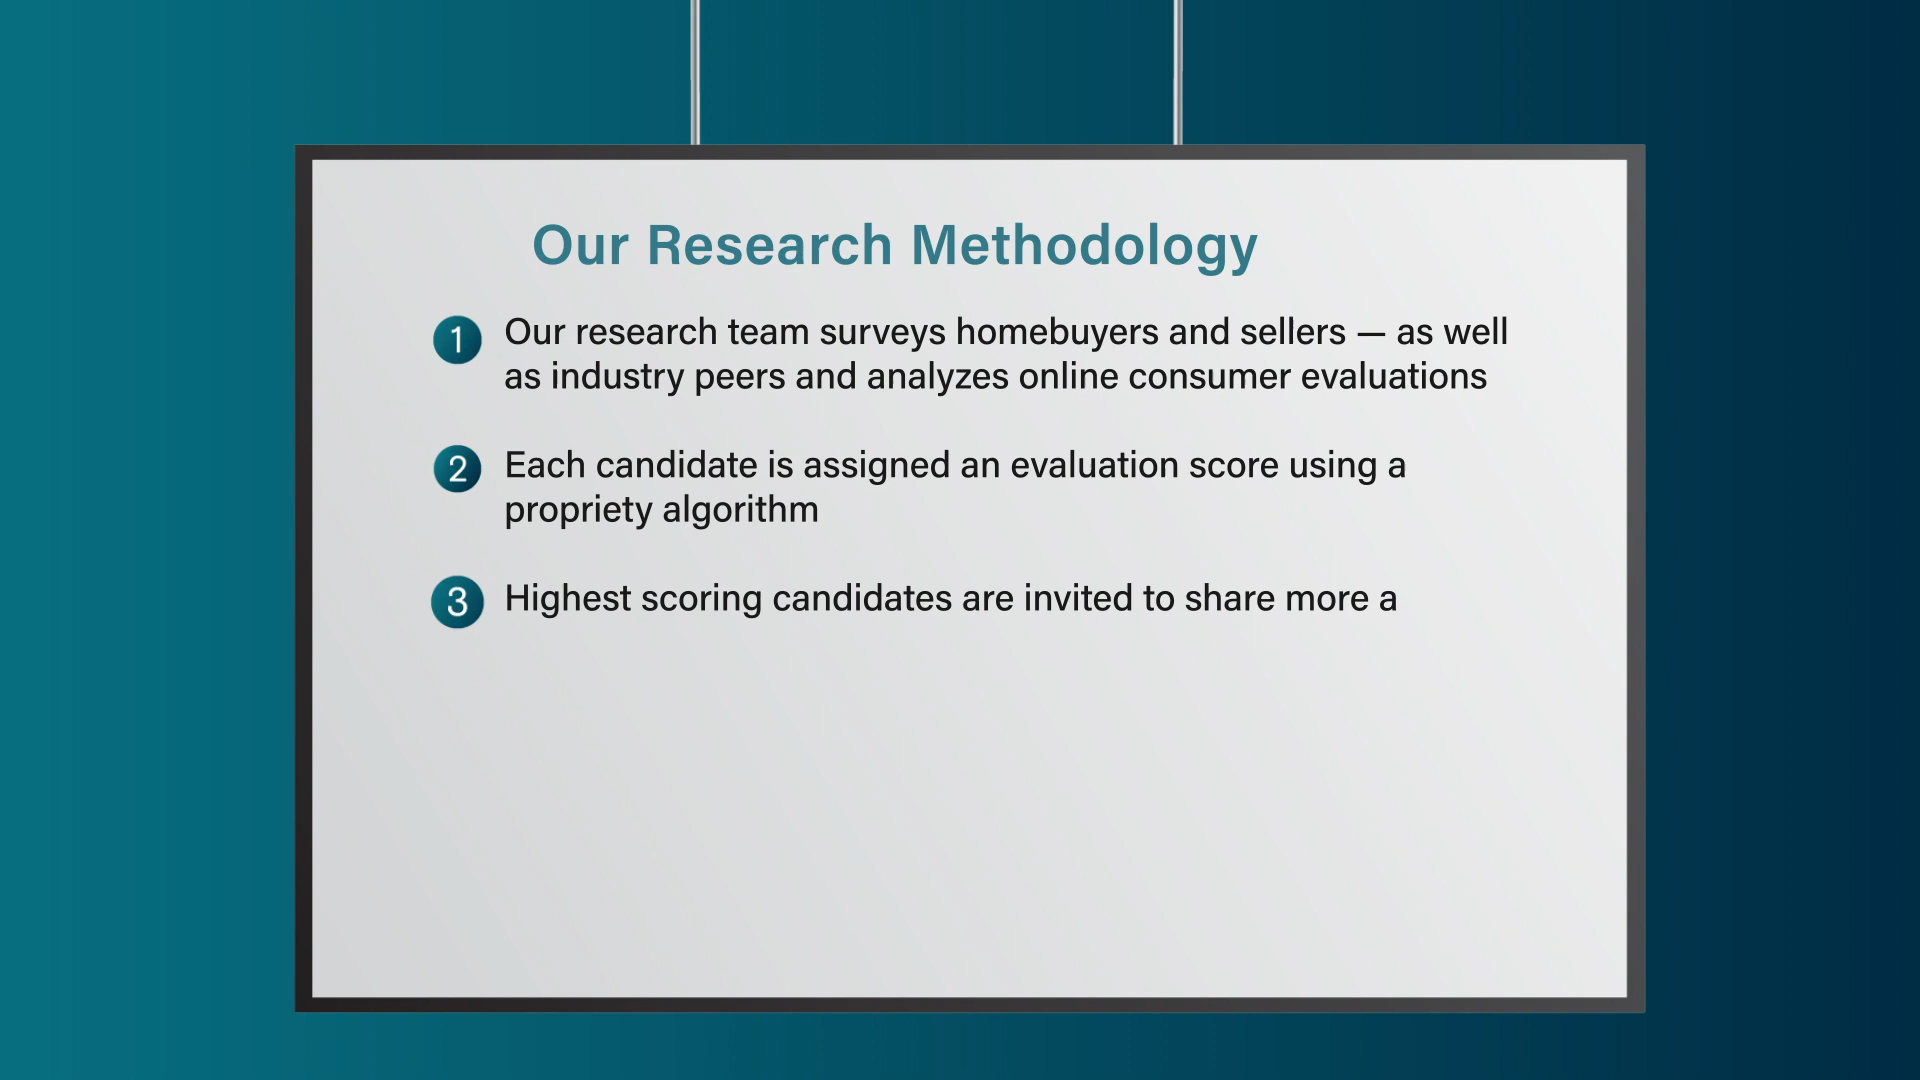 Our Research Methodology
1 Our research team surveys homebuyers and sellers — as well
as industry peers and analyzes online consumer evaluations
2 Each candidate is assigned an evaluation score using a
propriety algorithm
3 Highest scoring candidates are invited to share more a